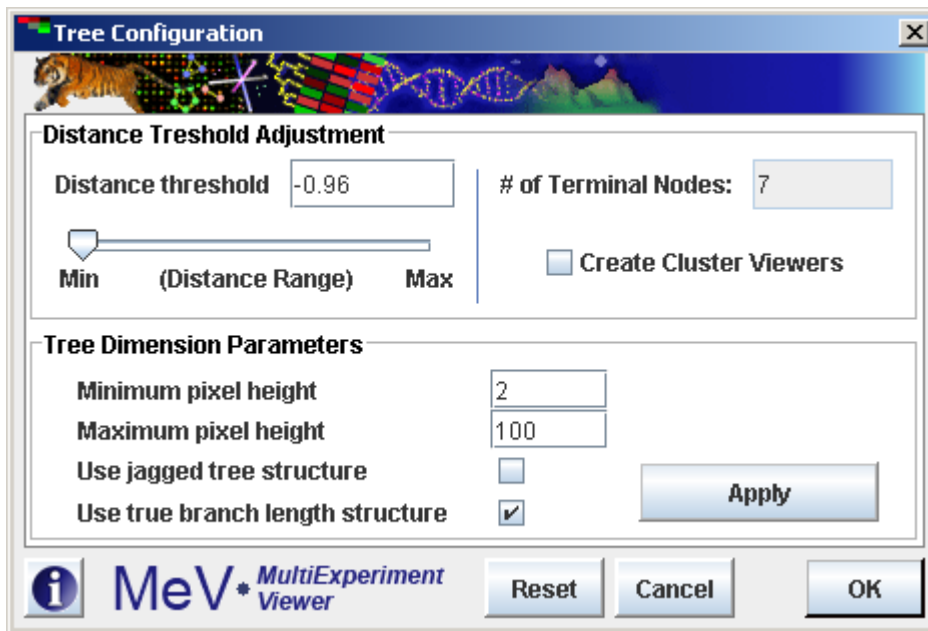 Tree Configuration
Distance Treshold Adjustment
Distance threshold -0.96
# of Terminal Nodes: 7
Min (Distance Range) Max
Create Cluster Viewers
Tree Dimension Parameters
Minimum pixel height 2
Maximum pixel height 100
Use jagged tree structure
Use true branch length structure
Apply
i MeV MultiExperiment
Viewer
Reset Cancel OK